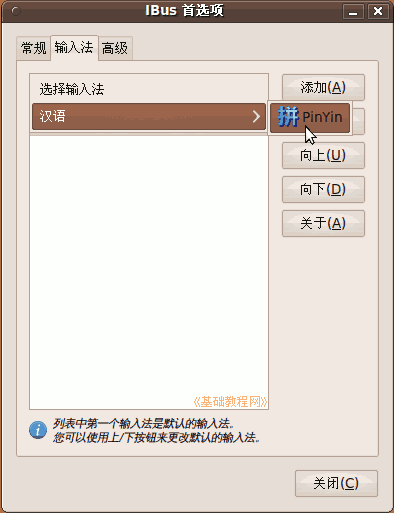 IBus 首选项
常规 输入法 高级
选择输入法
添加(A)
汉语
拼 PinYin
向上(U)
向下(D)
关于(A)
《基础教程网》
列表中第一个输入法是默认的输入法。
您可以使用上/下按钮来更改默认的输入法。
关闭(C)